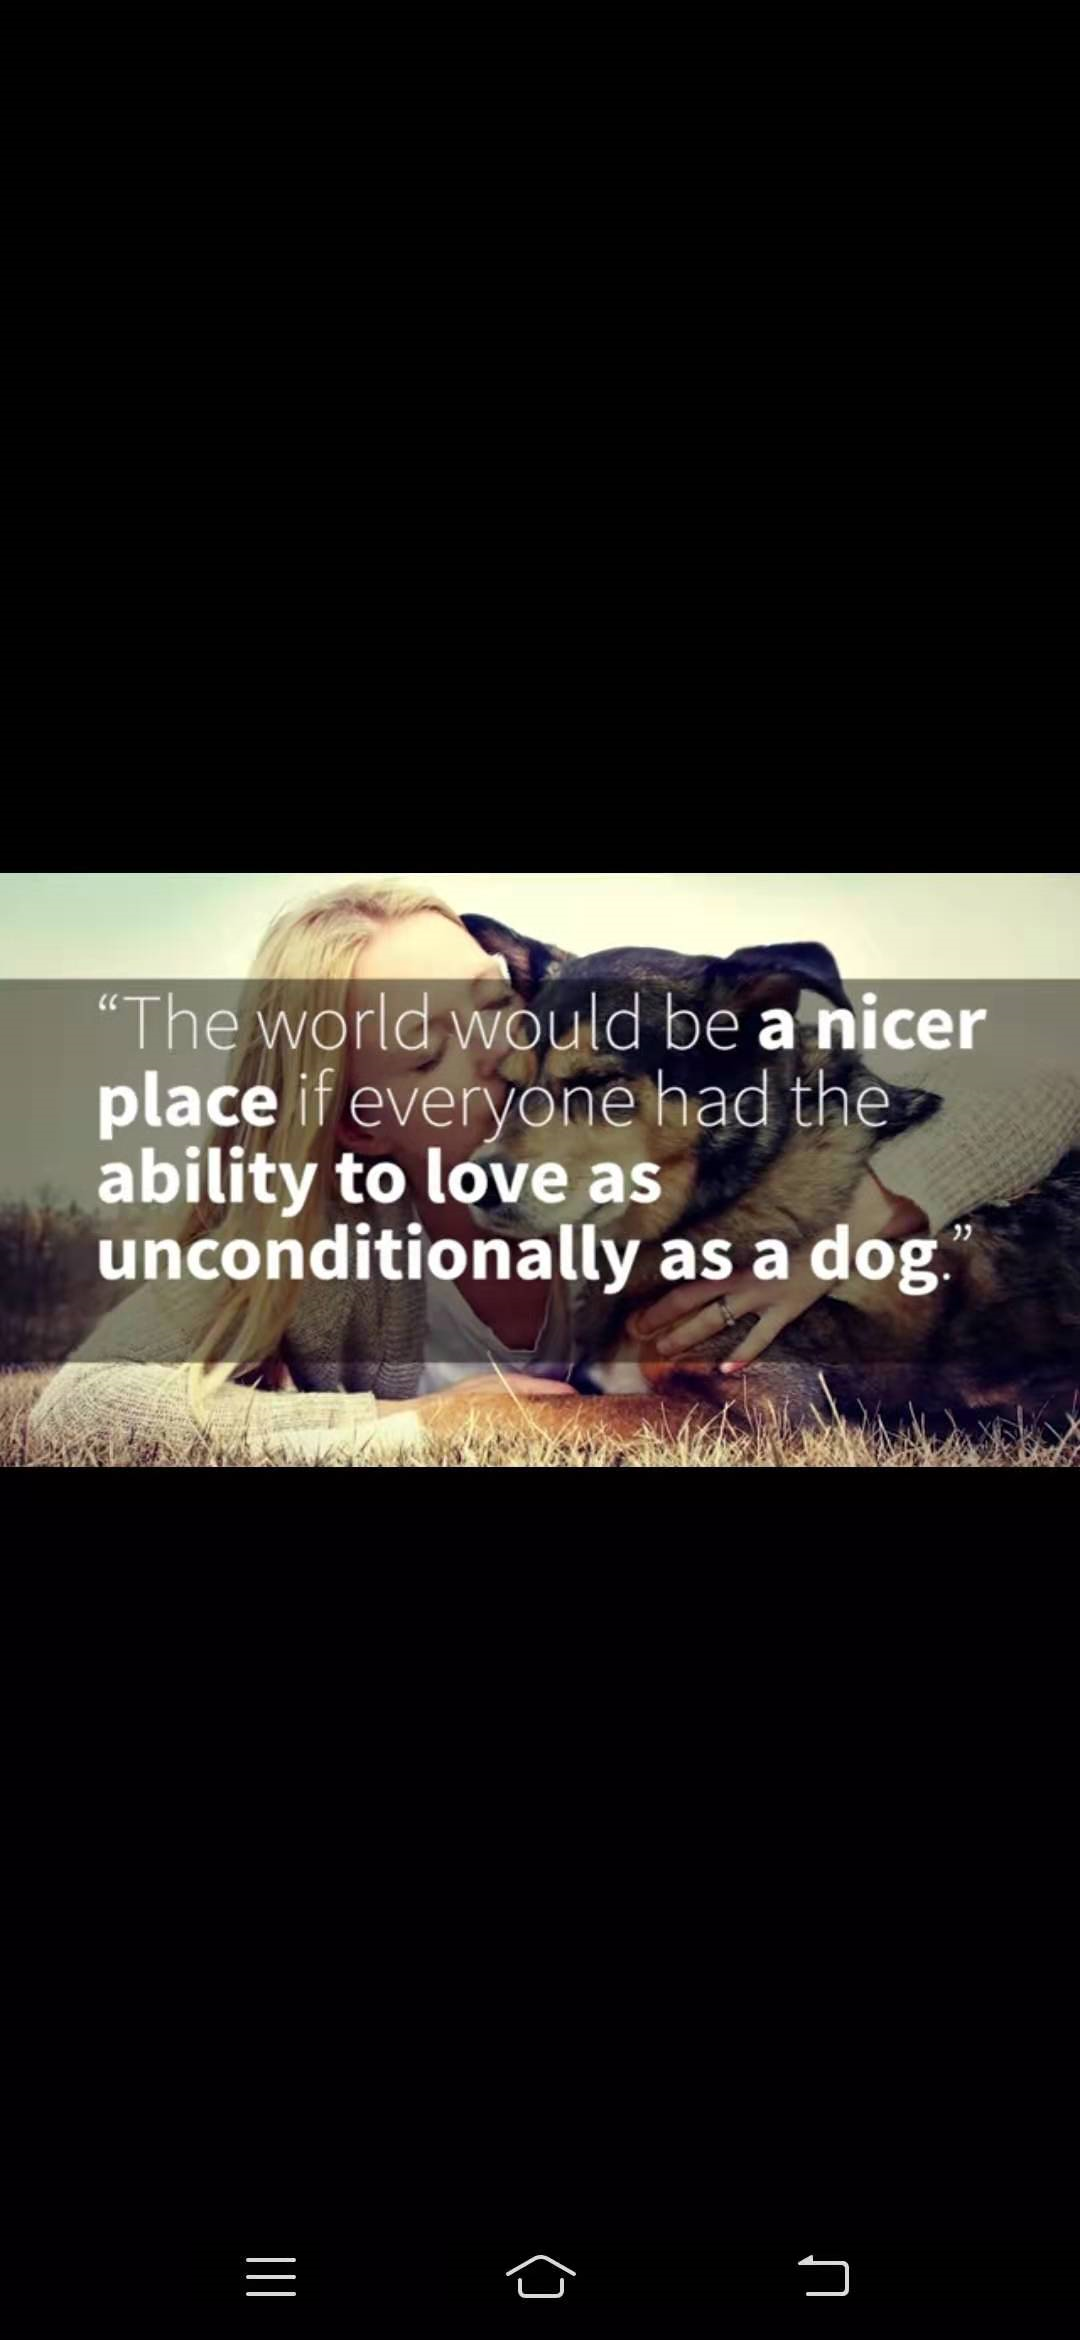 “The world would be a nicer
place if everyone had the
ability to love as
unconditionally as a dog.”